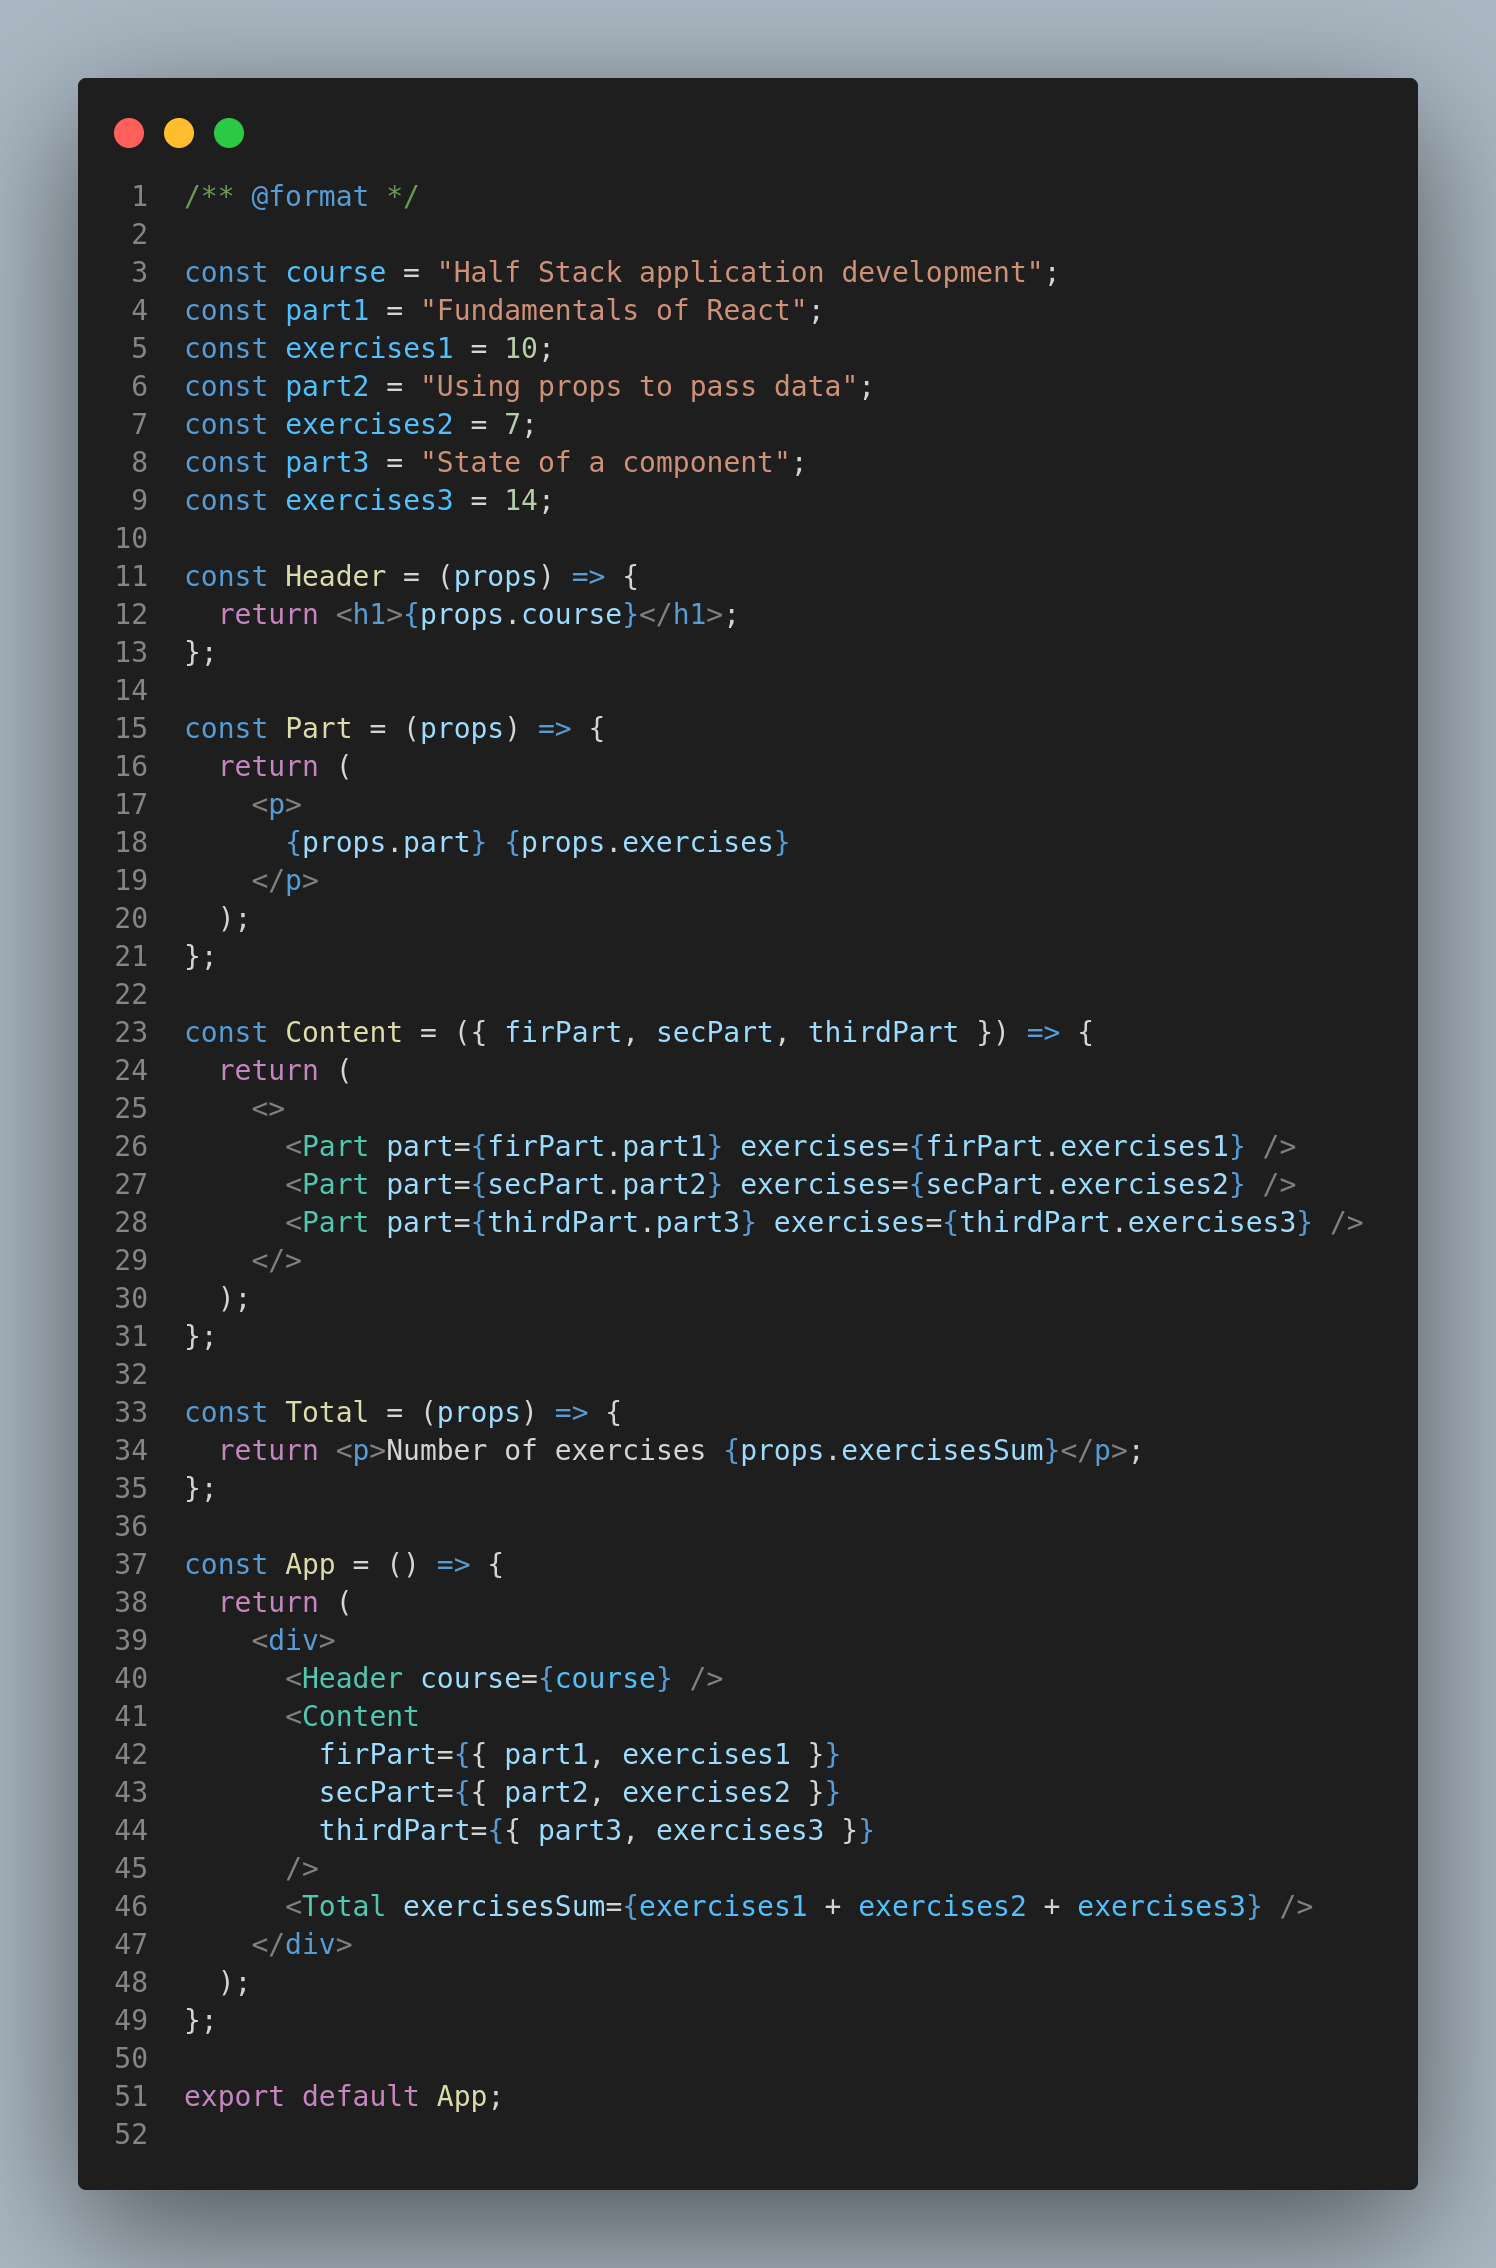 1 /** @format */
2
3 const course = "Half Stack application development";
4 const part1 = "Fundamentals of React";
5 const exercises1 = 10;
6 const part2 = "Using props to pass data";
7 const exercises2 = 7;
8 const part3 = "State of a component";
9 const exercises3 = 14;
10
11 const Header = (props) => {
12   return <h1>{props.course}</h1>;
13 };
14
15 const Part = (props) => {
16   return (
17     <p>
18       {props.part} {props.exercises}
19     </p>
20   );
21 };
22
23 const Content = ({ firPart, secPart, thirdPart }) => {
24   return (
25     <>
26       <Part part={firPart.part1} exercises={firPart.exercises1} />
27       <Part part={secPart.part2} exercises={secPart.exercises2} />
28       <Part part={thirdPart.part3} exercises={thirdPart.exercises3} />
29     </>
30   );
31 };
32
33 const Total = (props) => {
34   return <p>Number of exercises {props.exercisesSum}</p>;
35 };
36
37 const App = () => {
38   return (
39     <div>
40       <Header course={course} />
41       <Content
42         firPart={{ part1, exercises1 }}
43         secPart={{ part2, exercises2 }}
44         thirdPart={{ part3, exercises3 }}
45       />
46       <Total exercisesSum={exercises1 + exercises2 + exercises3} />
47     </div>
48   );
49 };
50
51 export default App;
52